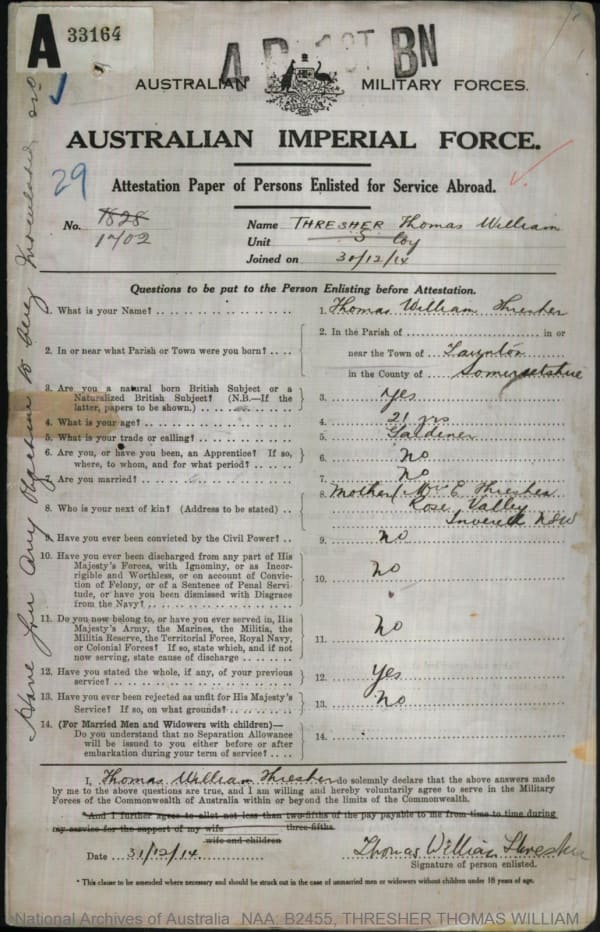 A 33164
BN
AUSTRALIAN MILITARY FORCES.
AUSTRALIAN IMPERIAL FORCE.
29
Attestation Paper of Persons Enlisted for Service Abroad.
No. 1628
1702
Name THRESHER Thomas William
Unit Coy
Joined on 31/12/14
Questions to be put to the Person Enlisting before Attestation.
1. What is your Name? 1. Thomas William Thresher
2. In or near what Parish or Town were you born? 2. In the Parish of in or
near the Town of Taynton
in the County of Somersetshire
3. Are you a natural born British Subject or a
Naturalized British Subject? (N.B.—If the
latter, papers to be shown.) 3. Yes
4. What is your age? 4. 21 yrs
5. What is your trade or calling? 5. Gardener
6. Are you, or have you been, an Apprentice? If so,
where, to whom, and for what period? 6. No
7. Are you married? 7. No
8. Who is your next of kin? (Address to be stated) 8. Mother Mrs E Thresher
Rose Valley
Inverell NSW
9. Have you ever been convicted by the Civil Power? 9. No
10. Have you ever been discharged from any part of His
Majesty's Forces, with Ignominy, or as Incor-
rigible and Worthless, or on account of Convic-
tion of Felony, or of a Sentence of Penal Servi-
tude, or have you been Dismissed with Disgrace
from the Navy? 10. No
11. Do you now belong to, or have you ever served in, His
Majesty's Army, the Marines, the Militia, the
Militia Reserve, the Territorial Force, Royal Navy,
or Colonial Forces? If so, state which, and if not
now serving, state cause of discharge 11. No
12. Have you stated the whole, if any, of your previous
service? 12. Yes
13. Have you ever been rejected as unfit for His Majesty's
Service? If so, on what grounds? 13. No
14. (For Married Men and Widowers with children)—
Do you understand that no Separation Allowance
will be issued to you either before or after
embarkation during your term of service? 14.
Have you Any Objections to being Inoculated No
I, Thomas William Thresher do solemnly declare that the above answers made
by me to the above questions are true, and I am willing and hereby voluntarily agree to serve in the Military
Forces of the Commonwealth of Australia within or beyond the limits of the Commonwealth.
*And I further agree to allot not less than two-fifths of the pay payable to me from time to time during
three-fifths
my service for the support of my wife
wife and children
Date 31/12/14. Thomas William Thresher
Signature of person enlisted.
* This clause to be amended where necessary and should be struck out in the case of unmarried men or widowers without children under 18 years of age.
National Archives of Australia NAA: B2455, THRESHER THOMAS WILLIAM